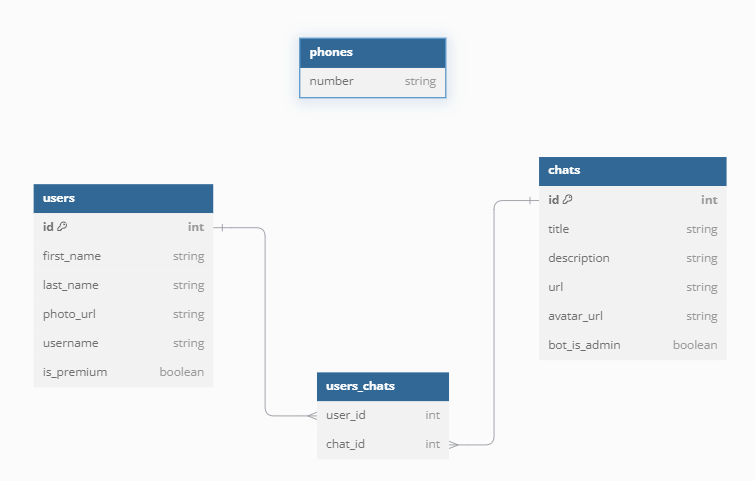 phones
number string
users
id int
first_name string
last_name string
photo_url string
username string
is_premium boolean
chats
id int
title string
description string
url string
avatar_url string
bot_is_admin boolean
users_chats
user_id int
chat_id int